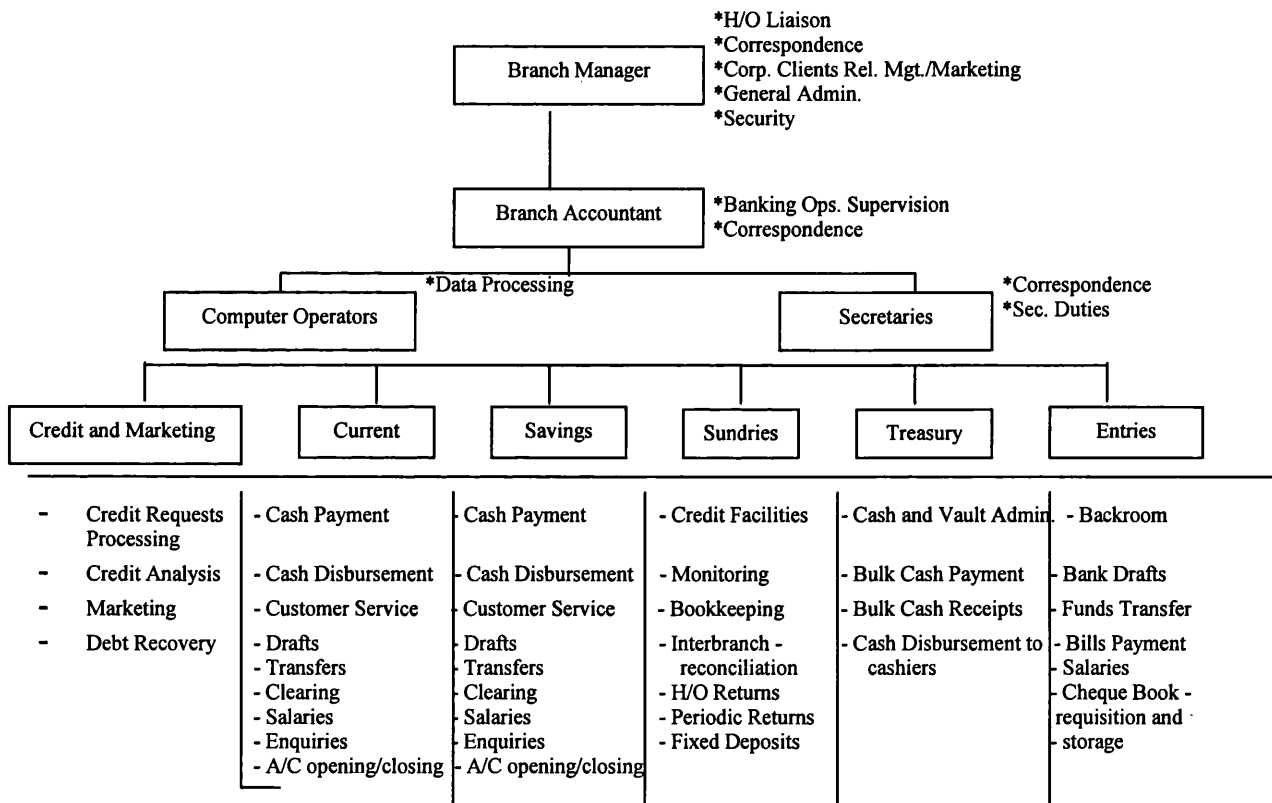 *H/O Liaison
*Correspondence
Branch Manager
*Corp. Clients Rel. Mgt./Marketing
*General Admin.
*Security
Branch Accountant
*Banking Ops. Supervision
*Correspondence
*Data Processing
Computer Operators
Secretaries
*Correspondence
*Sec. Duties
Credit and Marketing
Current
Savings
Sundries
Treasury
Entries
- Credit Requests
Processing
- Credit Analysis
- Marketing
- Debt Recovery
- Cash Payment
- Cash Disbursement
- Customer Service
- Drafts
- Transfers
- Clearing
- Salaries
- Enquiries
- A/C opening/closing
- Cash Payment
- Cash Disbursement
- Customer Service
- Drafts
- Transfers
- Clearing
- Salaries
- Enquiries
- A/C opening/closing
- Credit Facilities
- Monitoring
- Bookkeeping
- Interbranch -
reconciliation
- H/O Returns
- Periodic Returns
- Fixed Deposits
- Cash and Vault Admin.
- Bulk Cash Payment
- Bulk Cash Receipts
- Cash Disbursement to
cashiers
- Backroom
- Bank Drafts
- Funds Transfer
- Bills Payment
- Salaries
- Cheque Book -
requisition and
- storage